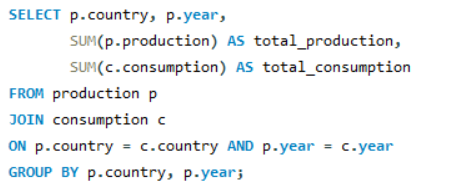 SELECT p.country, p.year,
SUM(p.production) AS total_production,
SUM(c.consumption) AS total_consumption
FROM production p
JOIN consumption c
ON p.country = c.country AND p.year = c.year
GROUP BY p.country, p.year;